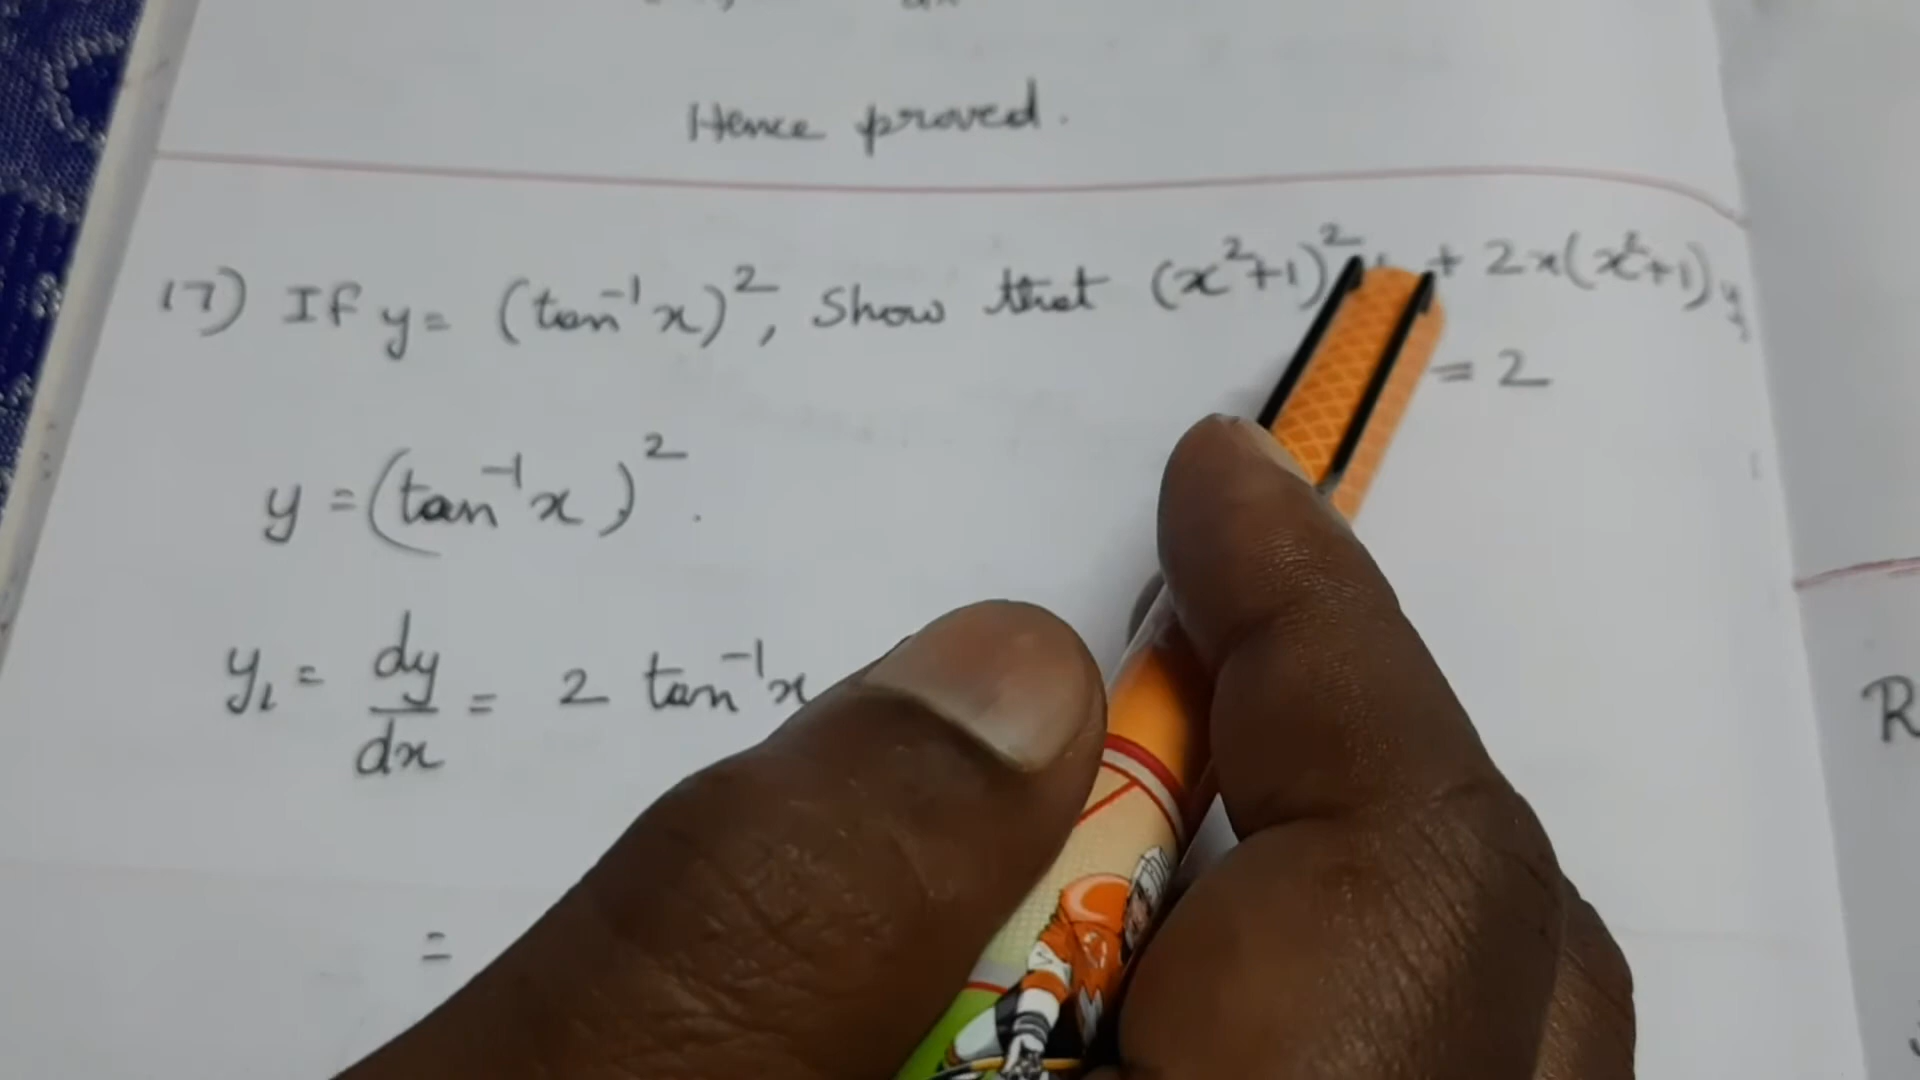 Hence proved.
17) If y = (tan⁻¹x)², Show that (x²+1)² + 2x(x²+1)y
= 2
y = (tan⁻¹x)².
y₁ = dy/dx = 2 tan⁻¹x
=
R